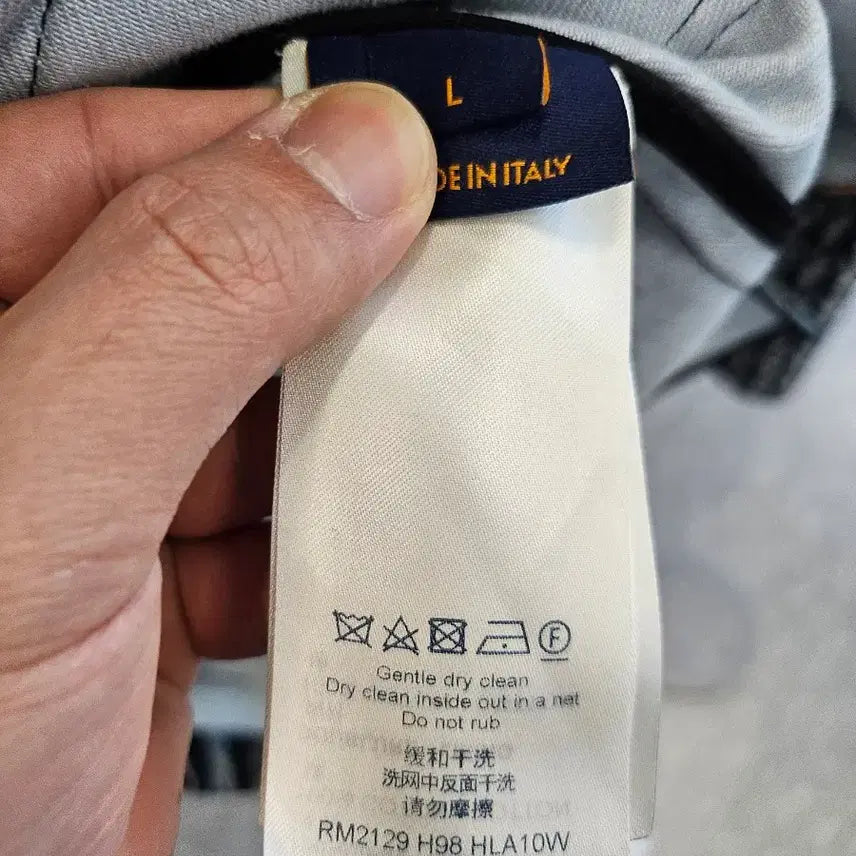 L
DE IN ITALY
F
Gentle dry clean
Dry clean inside out in a net
Do not rub
缓和干洗
洗网中反面干洗
请勿摩擦
RM2129 H98 HLA10W